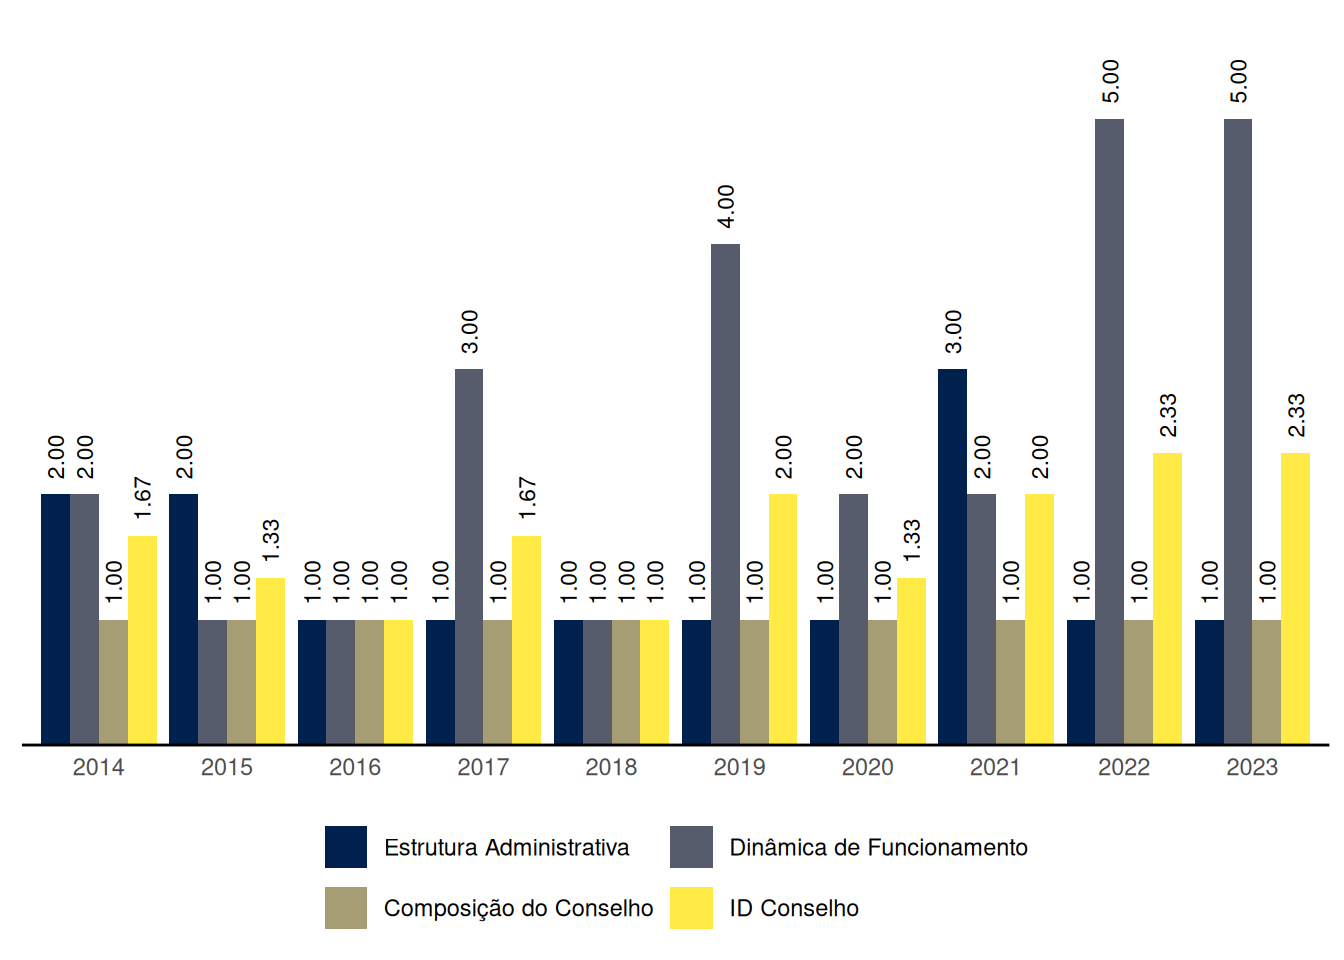 5.00 5.00
4.00
3.00 3.00
2.33 2.33
2.00 2.00 2.00 2.00 2.00 2.00 2.00
1.67 1.67
1.33 1.33
1.00 1.00 1.00 1.00 1.00 1.00 1.00 1.00 1.00 1.00 1.00 1.00 1.00 1.00 1.00 1.00 1.00 1.00 1.00 1.00 1.00 1.00 1.00 1.00
2014 2015 2016 2017 2018 2019 2020 2021 2022 2023
Estrutura Administrativa Dinâmica de Funcionamento
Composição do Conselho ID Conselho